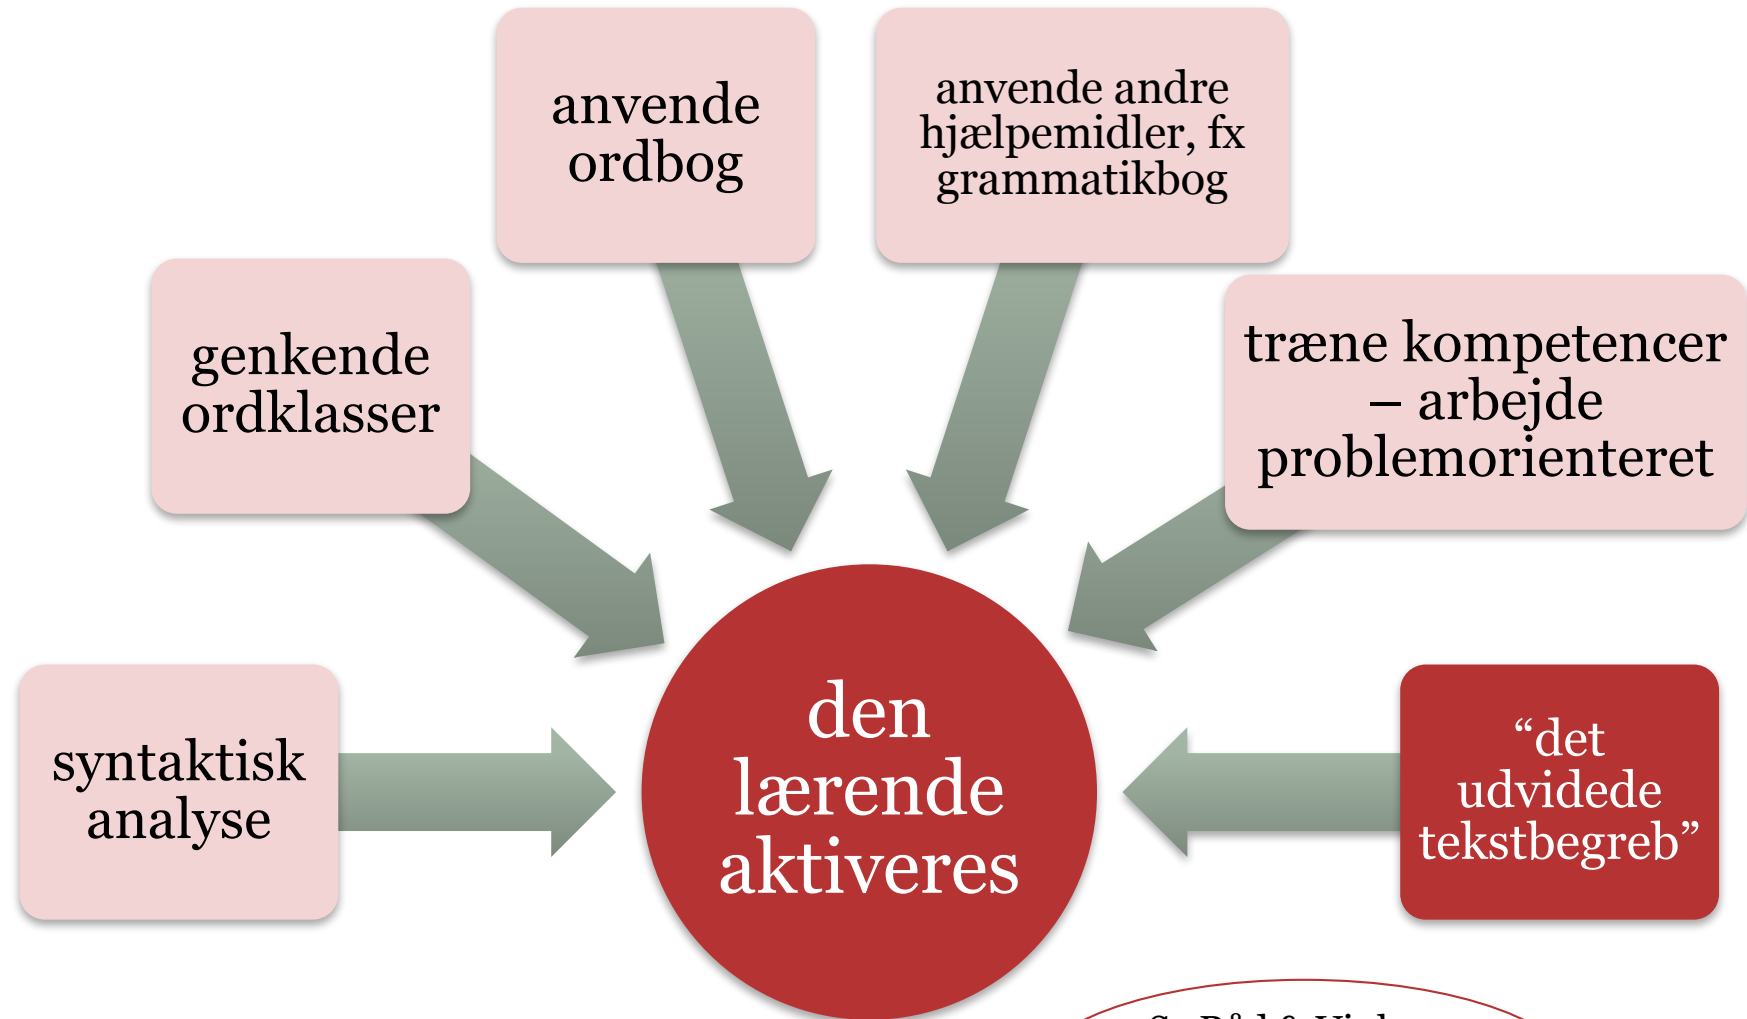 anvende
ordbog
anvende andre
hjælpemidler, fx
grammatikbog
genkende
ordklasser
træne kompetencer
– arbejde
problemorienteret
syntaktisk
analyse
den
lærende
aktiveres
“det
udvidede
tekstbegreb”